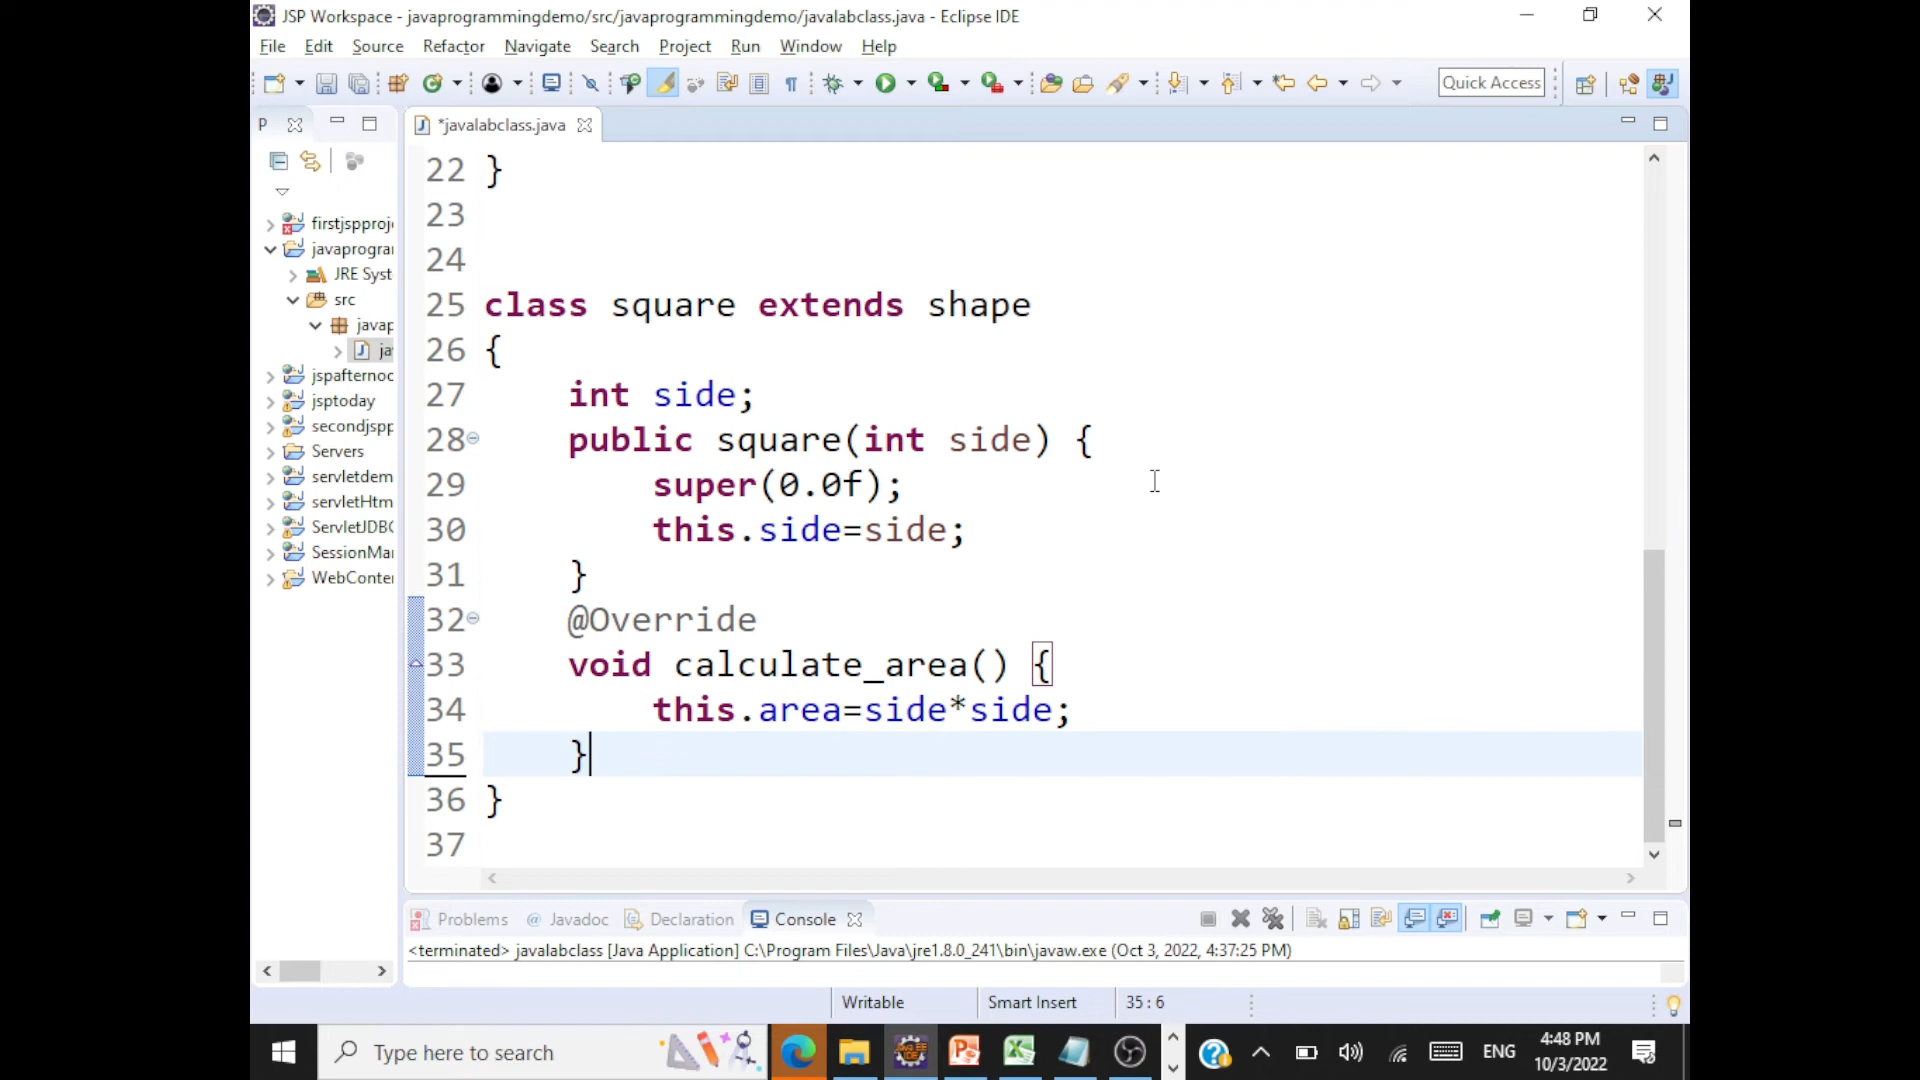 JSP Workspace - javaprogrammingdemo/src/javaprogrammingdemo/javalabclass.java - Eclipse IDE
File Edit Source Refactor Navigate Search Project Run Window Help
Quick Access
P
*javalabclass.java
firstjspproj
javaprogra
JRE Syst
src
javap
ja
jspafternoc
jsptoday
secondjspp
Servers
servletdem
servletHtm
ServletJDBC
SessionMa
WebConte
22 }
23
24
25 class square extends shape
26 {
27 int side;
28 public square(int side) {
29 super(0.0f);
30 this.side=side;
31 }
32 @Override
33 void calculate_area() {
34 this.area=side*side;
35 }
36 }
37
Problems @ Javadoc Declaration Console
<terminated> javalabclass [Java Application] C:\Program Files\Java\jre1.8.0_241\bin\javaw.exe (Oct 3, 2022, 4:37:25 PM)
Writable Smart Insert 35 : 6
Type here to search
ENG
4:48 PM
10/3/2022